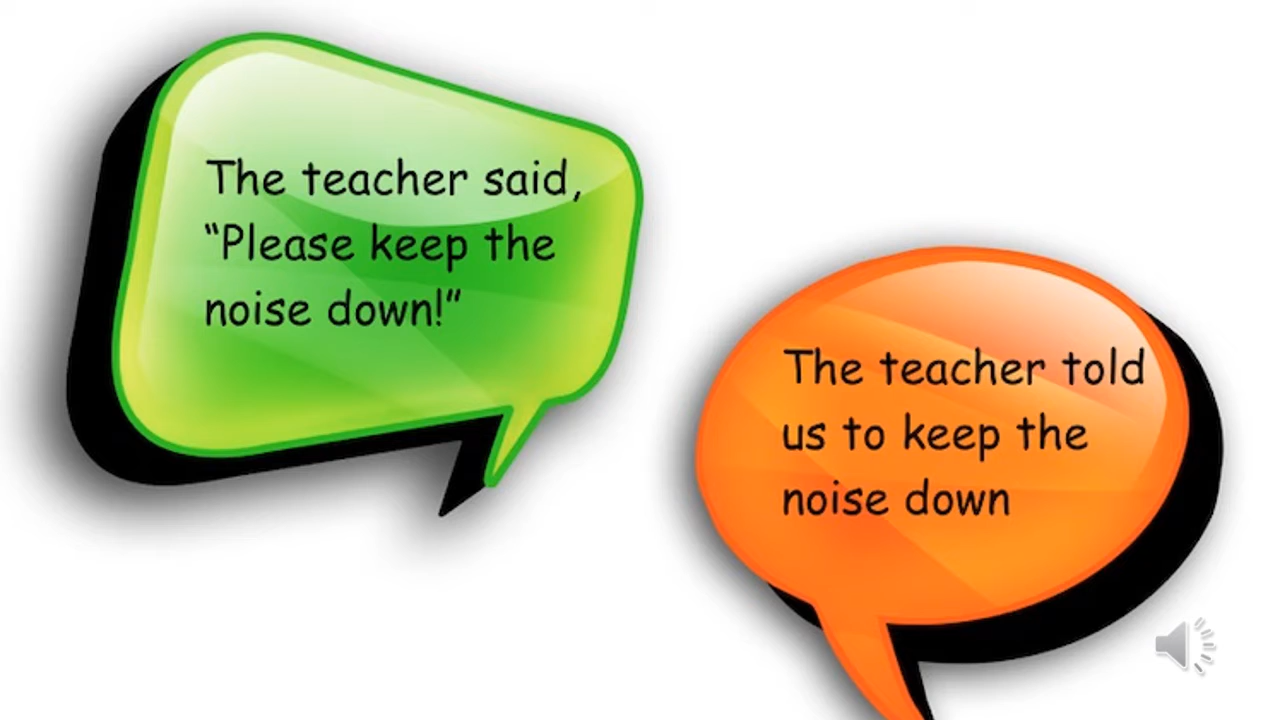 The teacher said,
“Please keep the
noise down!”
The teacher told
us to keep the
noise down